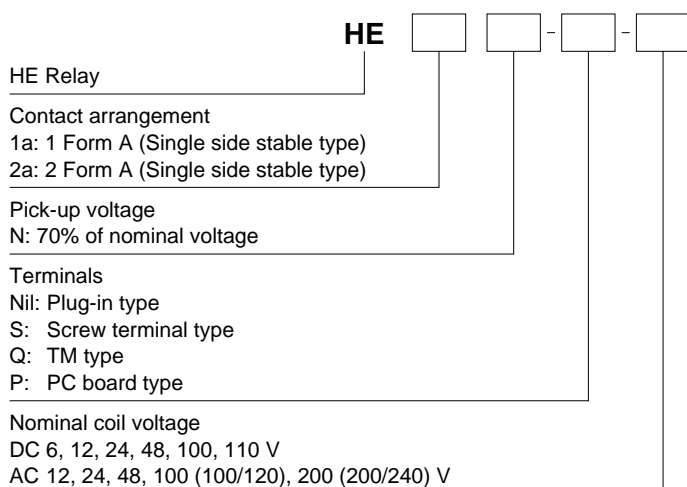 HE - -
HE Relay
Contact arrangement
1a: 1 Form A (Single side stable type)
2a: 2 Form A (Single side stable type)
Pick-up voltage
N: 70% of nominal voltage
Terminals
Nil: Plug-in type
S: Screw terminal type
Q: TM type
P: PC board type
Nominal coil voltage
DC 6, 12, 24, 48, 100, 110 V
AC 12, 24, 48, 100 (100/120), 200 (200/240) V